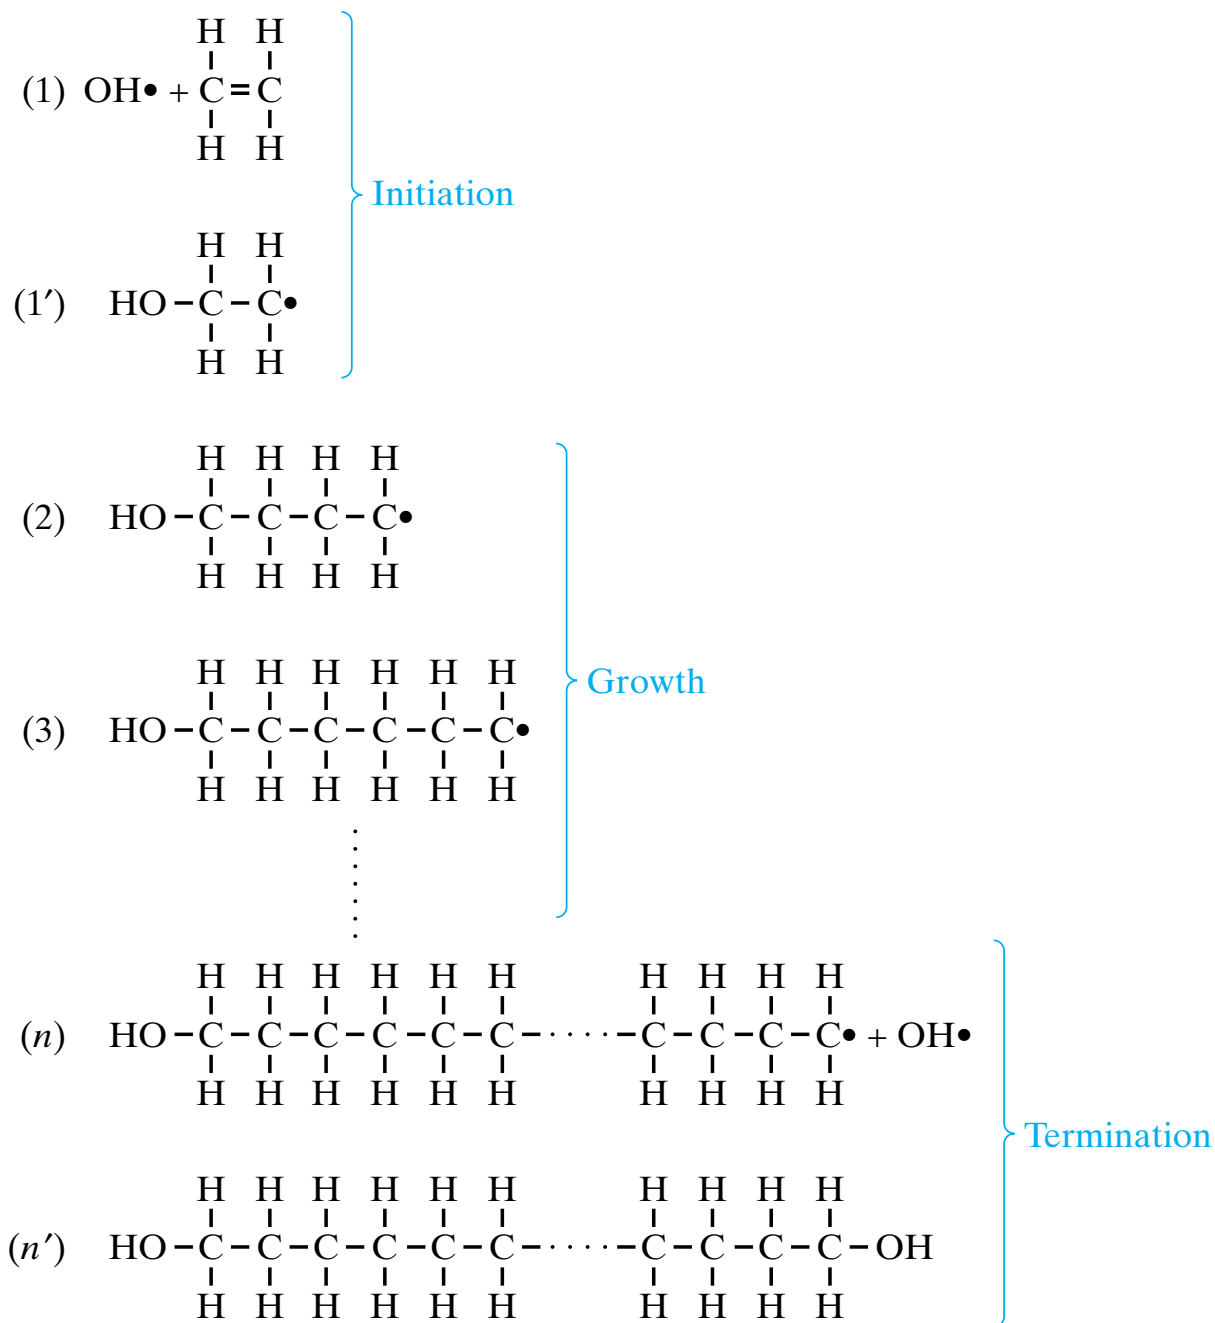 H H
(1) OH• + C=C
H H
Initiation
H H
(1′) HO–C–C•
H H
H H H H
(2) HO–C–C–C–C•
H H H H
H H H H H H
Growth
(3) HO–C–C–C–C–C–C•
H H H H H H
H H H H H H H H H H
(n) HO–C–C–C–C–C–C–····–C–C–C–C• + OH•
H H H H H H H H H H
Termination
H H H H H H H H H H
(n′) HO–C–C–C–C–C–C–····–C–C–C–C–OH
H H H H H H H H H H